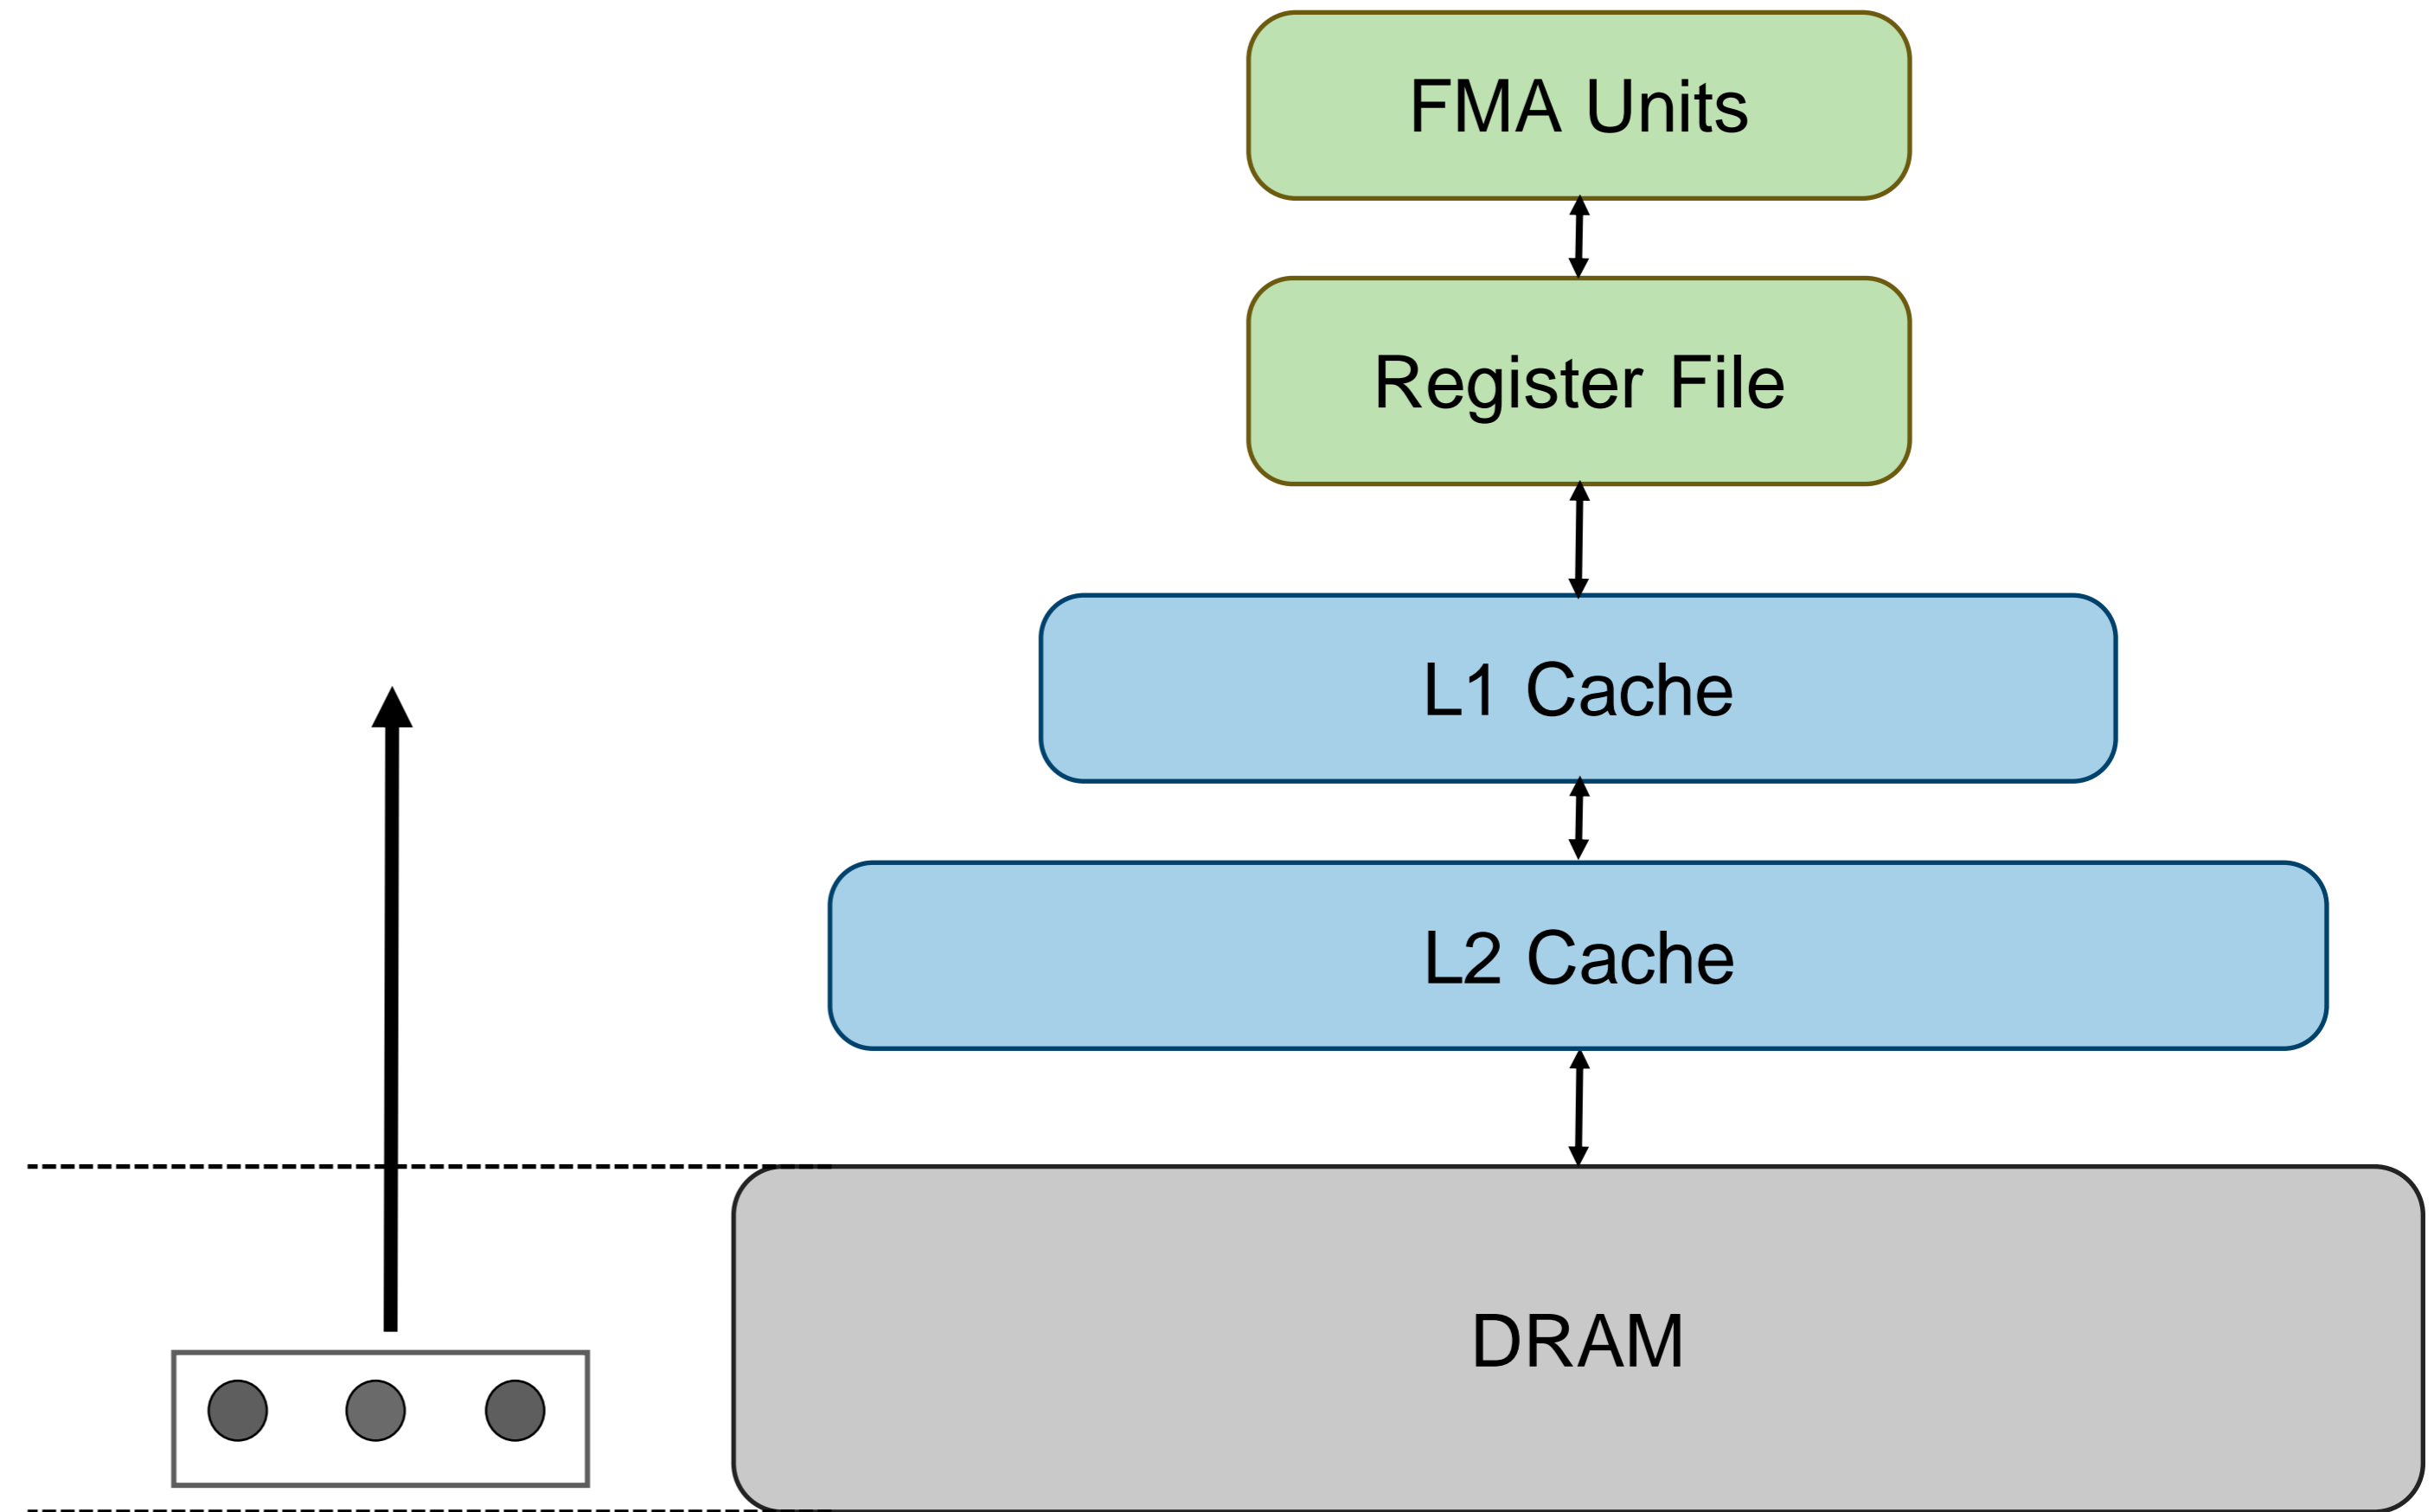 FMA Units
Register File
L1 Cache
L2 Cache
DRAM